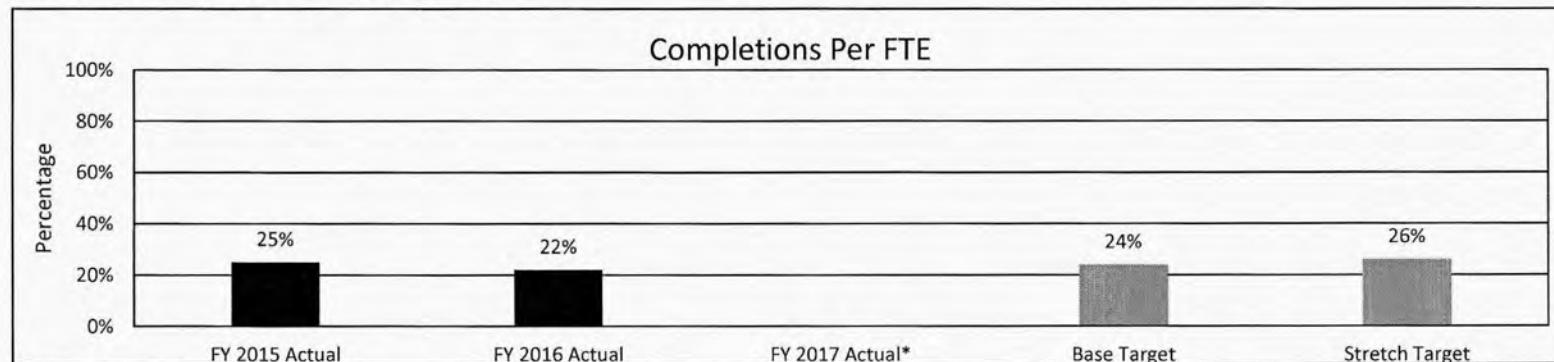 Completions Per FTE
Percentage
100%
80%
60%
40%
20%
0%
25%
22%
24%
26%
FY 2015 Actual
FY 2016 Actual
FY 2017 Actual*
Base Target
Stretch Target